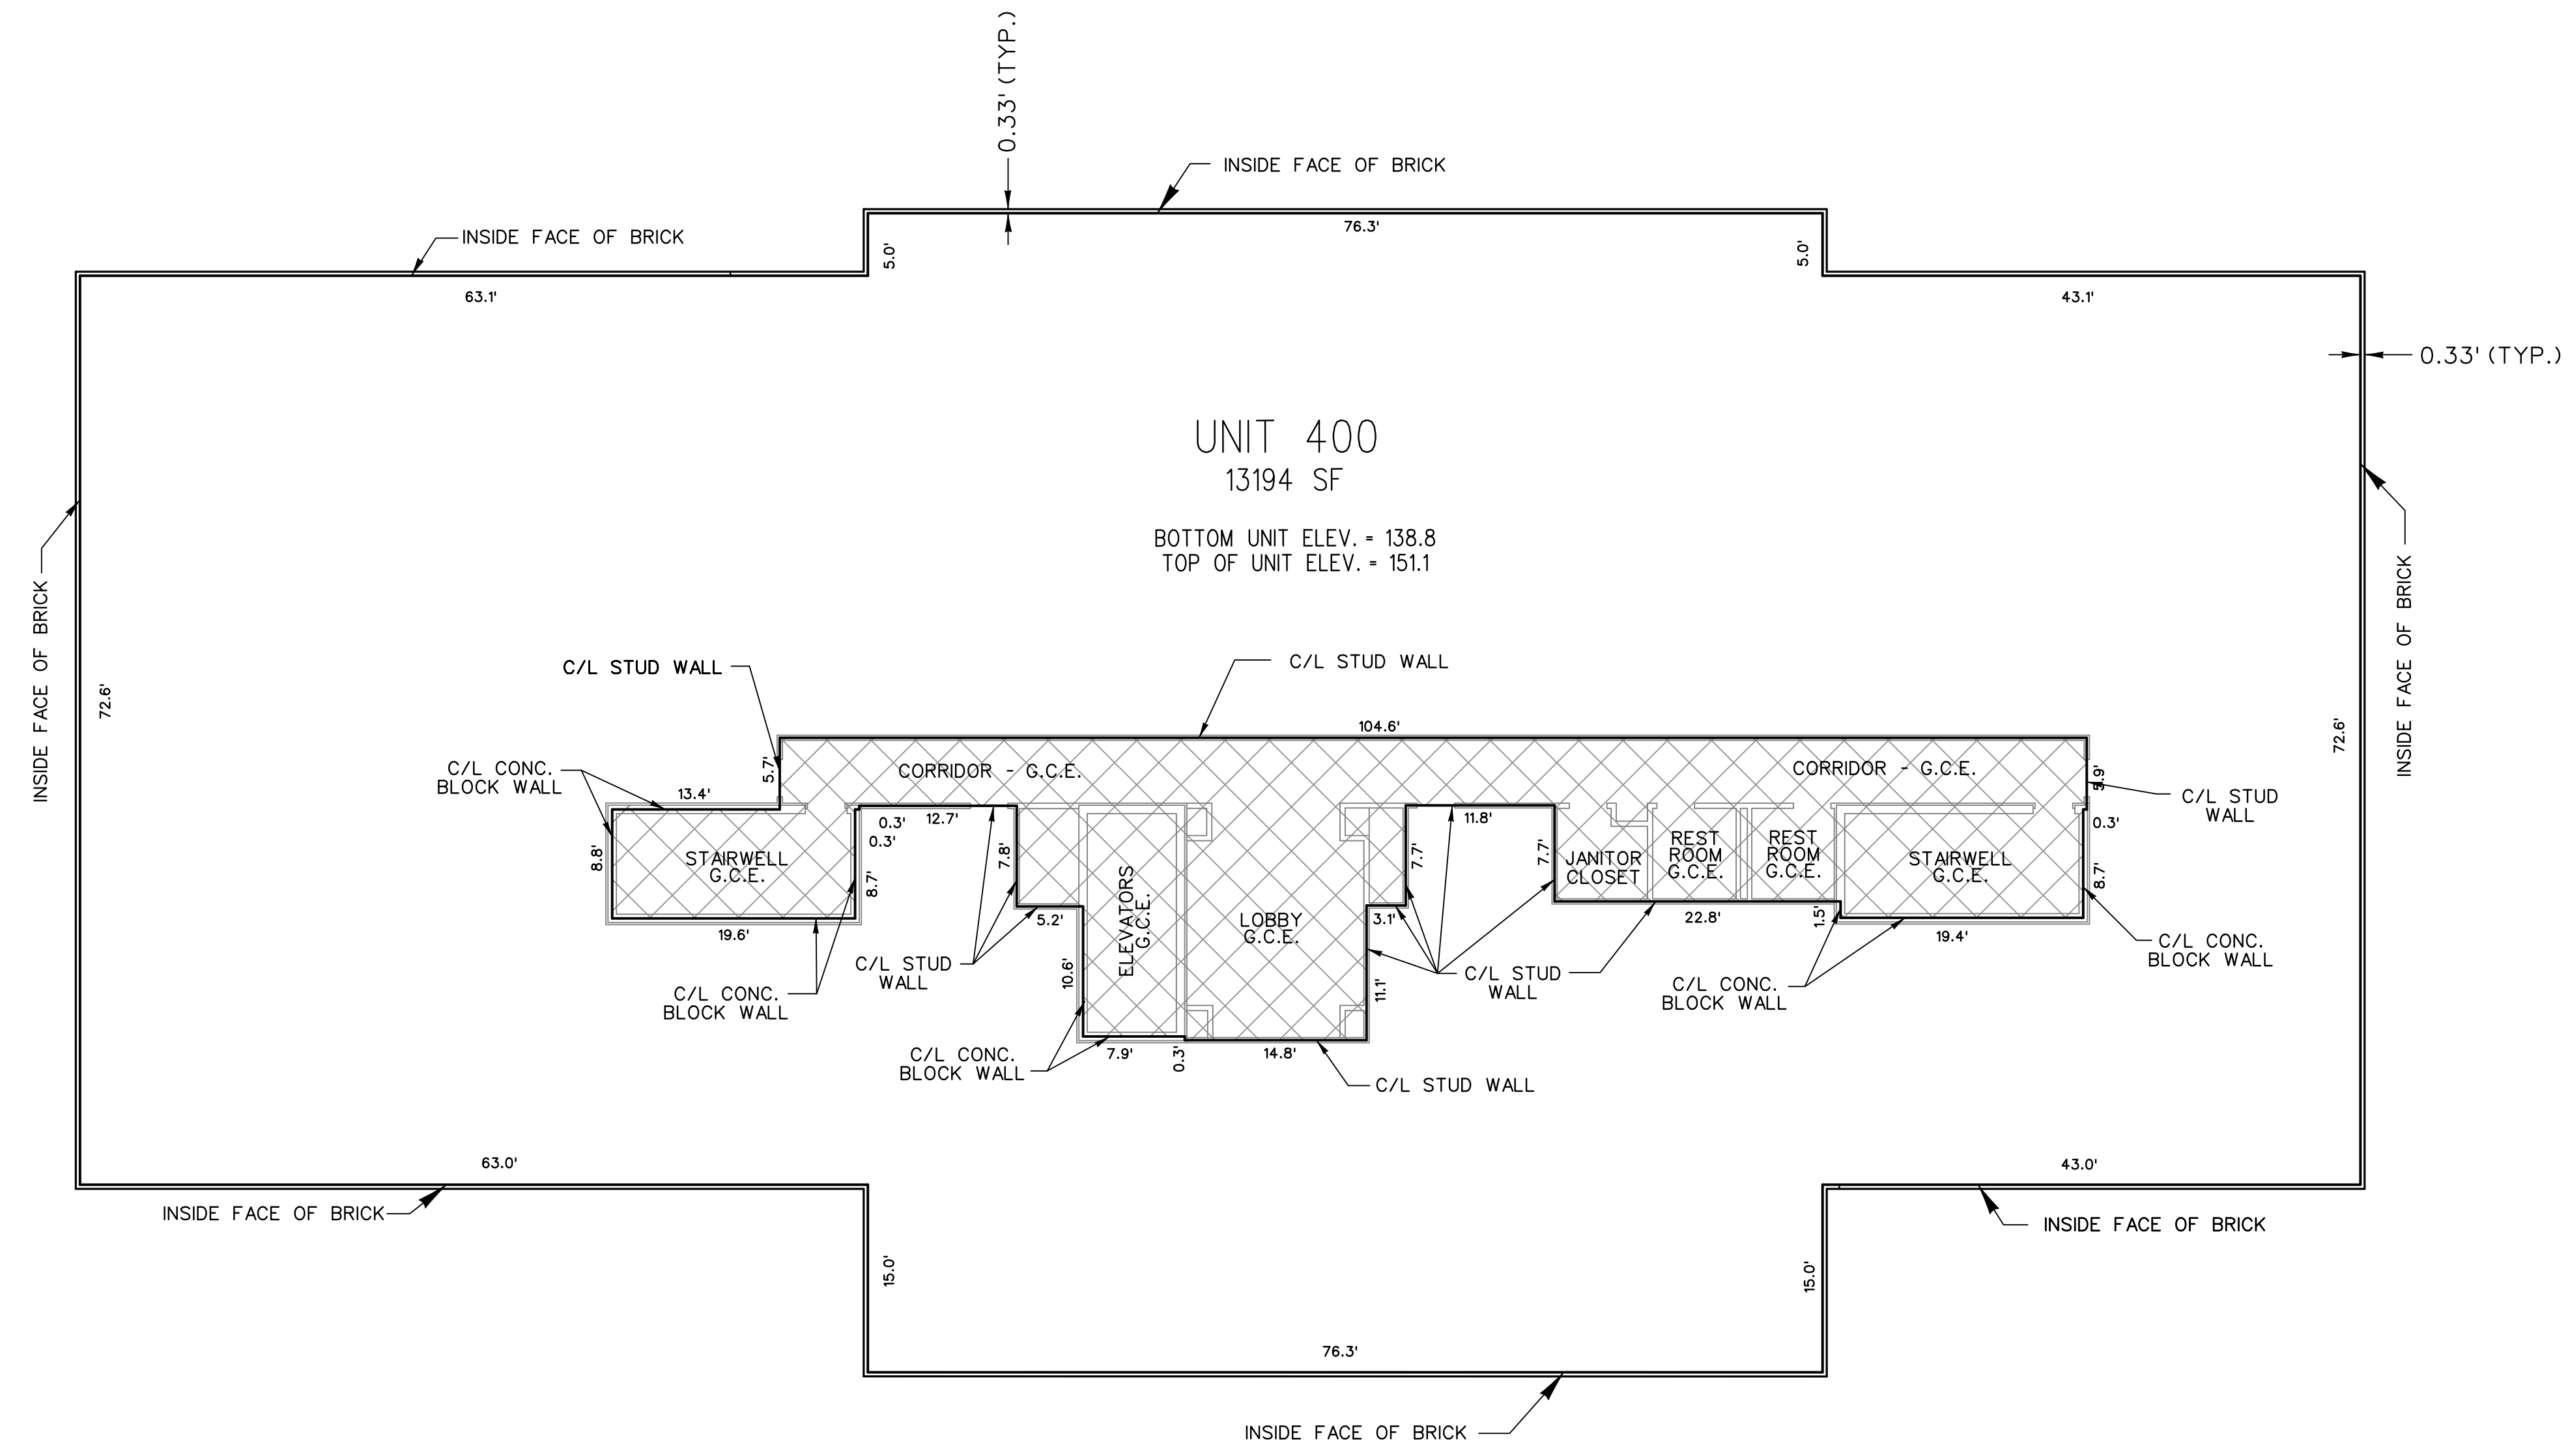 0.33' (TYP.)
INSIDE FACE OF BRICK
76.3'
INSIDE FACE OF BRICK
5.0'
5.0'
63.1'
43.1'
0.33' (TYP.)
UNIT 400
13194 SF
BOTTOM UNIT ELEV. = 138.8
TOP OF UNIT ELEV. = 151.1
INSIDE FACE OF BRICK
72.6'
INSIDE FACE OF BRICK
72.6'
C/L STUD WALL
C/L STUD WALL
104.6'
C/L CONC.
BLOCK WALL
13.4'
5.7'
CORRIDOR - G.C.E.
CORRIDOR - G.C.E.
5.9'
C/L STUD
WALL
0.3'
0.3'
12.7'
0.3'
11.8'
8.8'
STAIRWELL
G.C.E.
8.7'
7.8'
ELEVATORS
G.C.E.
LOBBY
G.C.E.
7.7'
7.7'
JANITOR
CLOSET
REST
ROOM
G.C.E.
REST
ROOM
G.C.E.
STAIRWELL
G.C.E.
8.7'
19.6'
5.2'
3.1'
22.8'
1.5'
19.4'
C/L STUD
WALL
10.6'
11.1'
C/L STUD
WALL
C/L CONC.
BLOCK WALL
C/L CONC.
BLOCK WALL
C/L CONC.
BLOCK WALL
C/L CONC.
BLOCK WALL
7.9'
0.3'
14.8'
C/L STUD WALL
63.0'
43.0'
INSIDE FACE OF BRICK
INSIDE FACE OF BRICK
15.0'
15.0'
76.3'
INSIDE FACE OF BRICK